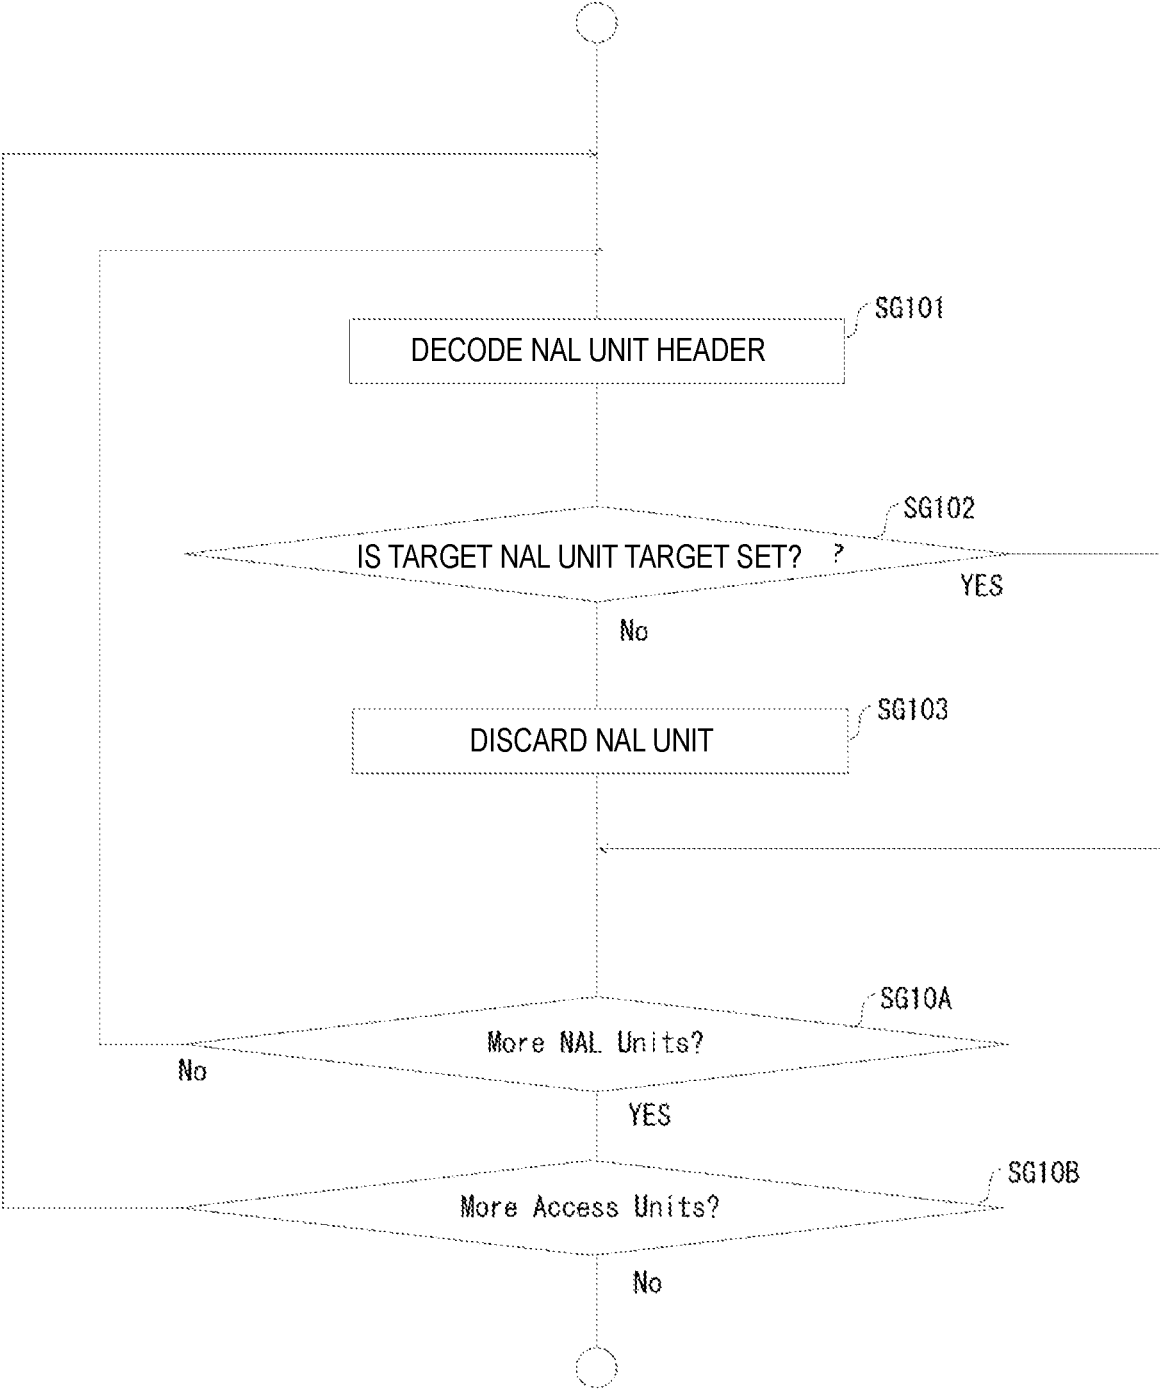 SG101
DECODE NAL UNIT HEADER
SG102
IS TARGET NAL UNIT TARGET SET? ?
YES
No
SG103
DISCARD NAL UNIT
SG10A
More NAL Units?
No
YES
SG10B
More Access Units?
No